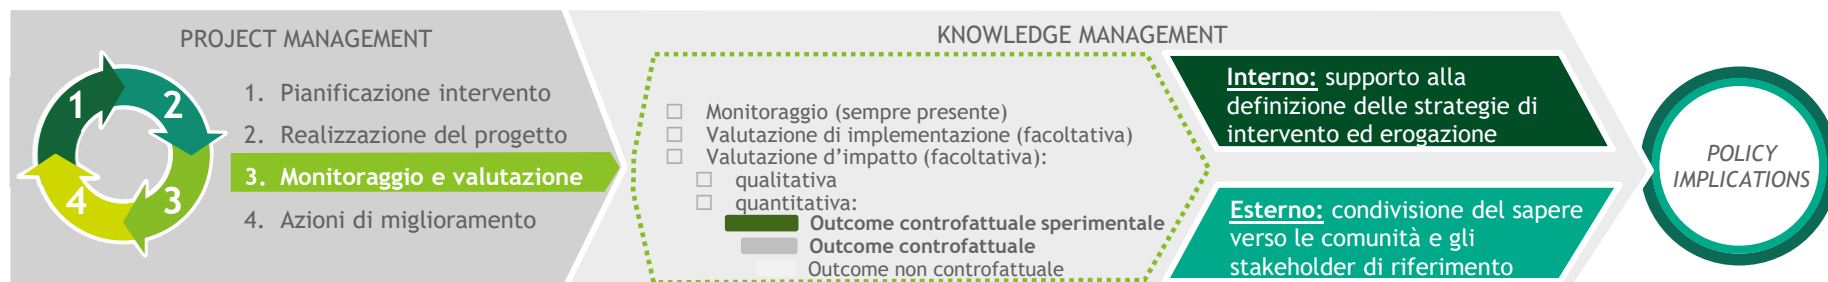 PROJECT MANAGEMENT
1
2
3
4
1. Pianificazione intervento
2. Realizzazione del progetto
3. Monitoraggio e valutazione
4. Azioni di miglioramento
KNOWLEDGE MANAGEMENT
Monitoraggio (sempre presente)
Valutazione di implementazione (facoltativa)
Valutazione d’impatto (facoltativa):
qualitativa
quantitativa:
Outcome controfattuale sperimentale
Outcome controfattuale
Outcome non controfattuale
Interno: supporto alla
definizione delle strategie di
intervento ed erogazione
Esterno: condivisione del sapere
verso le comunità e gli
stakeholder di riferimento
POLICY
IMPLICATIONS